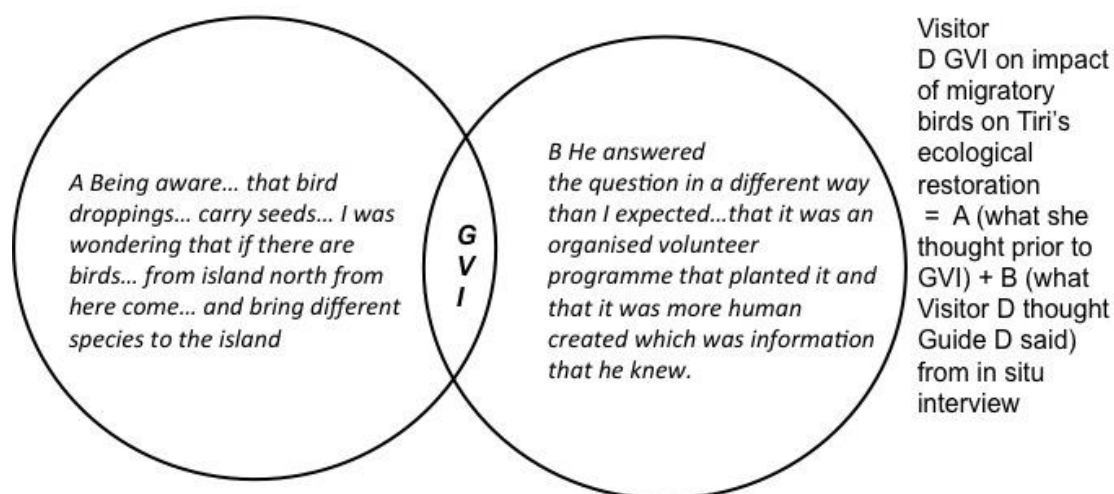 A Being aware... that bird
droppings... carry seeds... I was
wondering that if there are
birds... from island north from
here come... and bring different
species to the island
G
V
I
B He answered
the question in a different way
than I expected...that it was an
organised volunteer
programme that planted it and
that it was more human
created which was information
that he knew.
Visitor
D GVI on impact
of migratory
birds on Tiri's
ecological
restoration
= A (what she
thought prior to
GVI) + B (what
Visitor D thought
Guide D said)
from in situ
interview